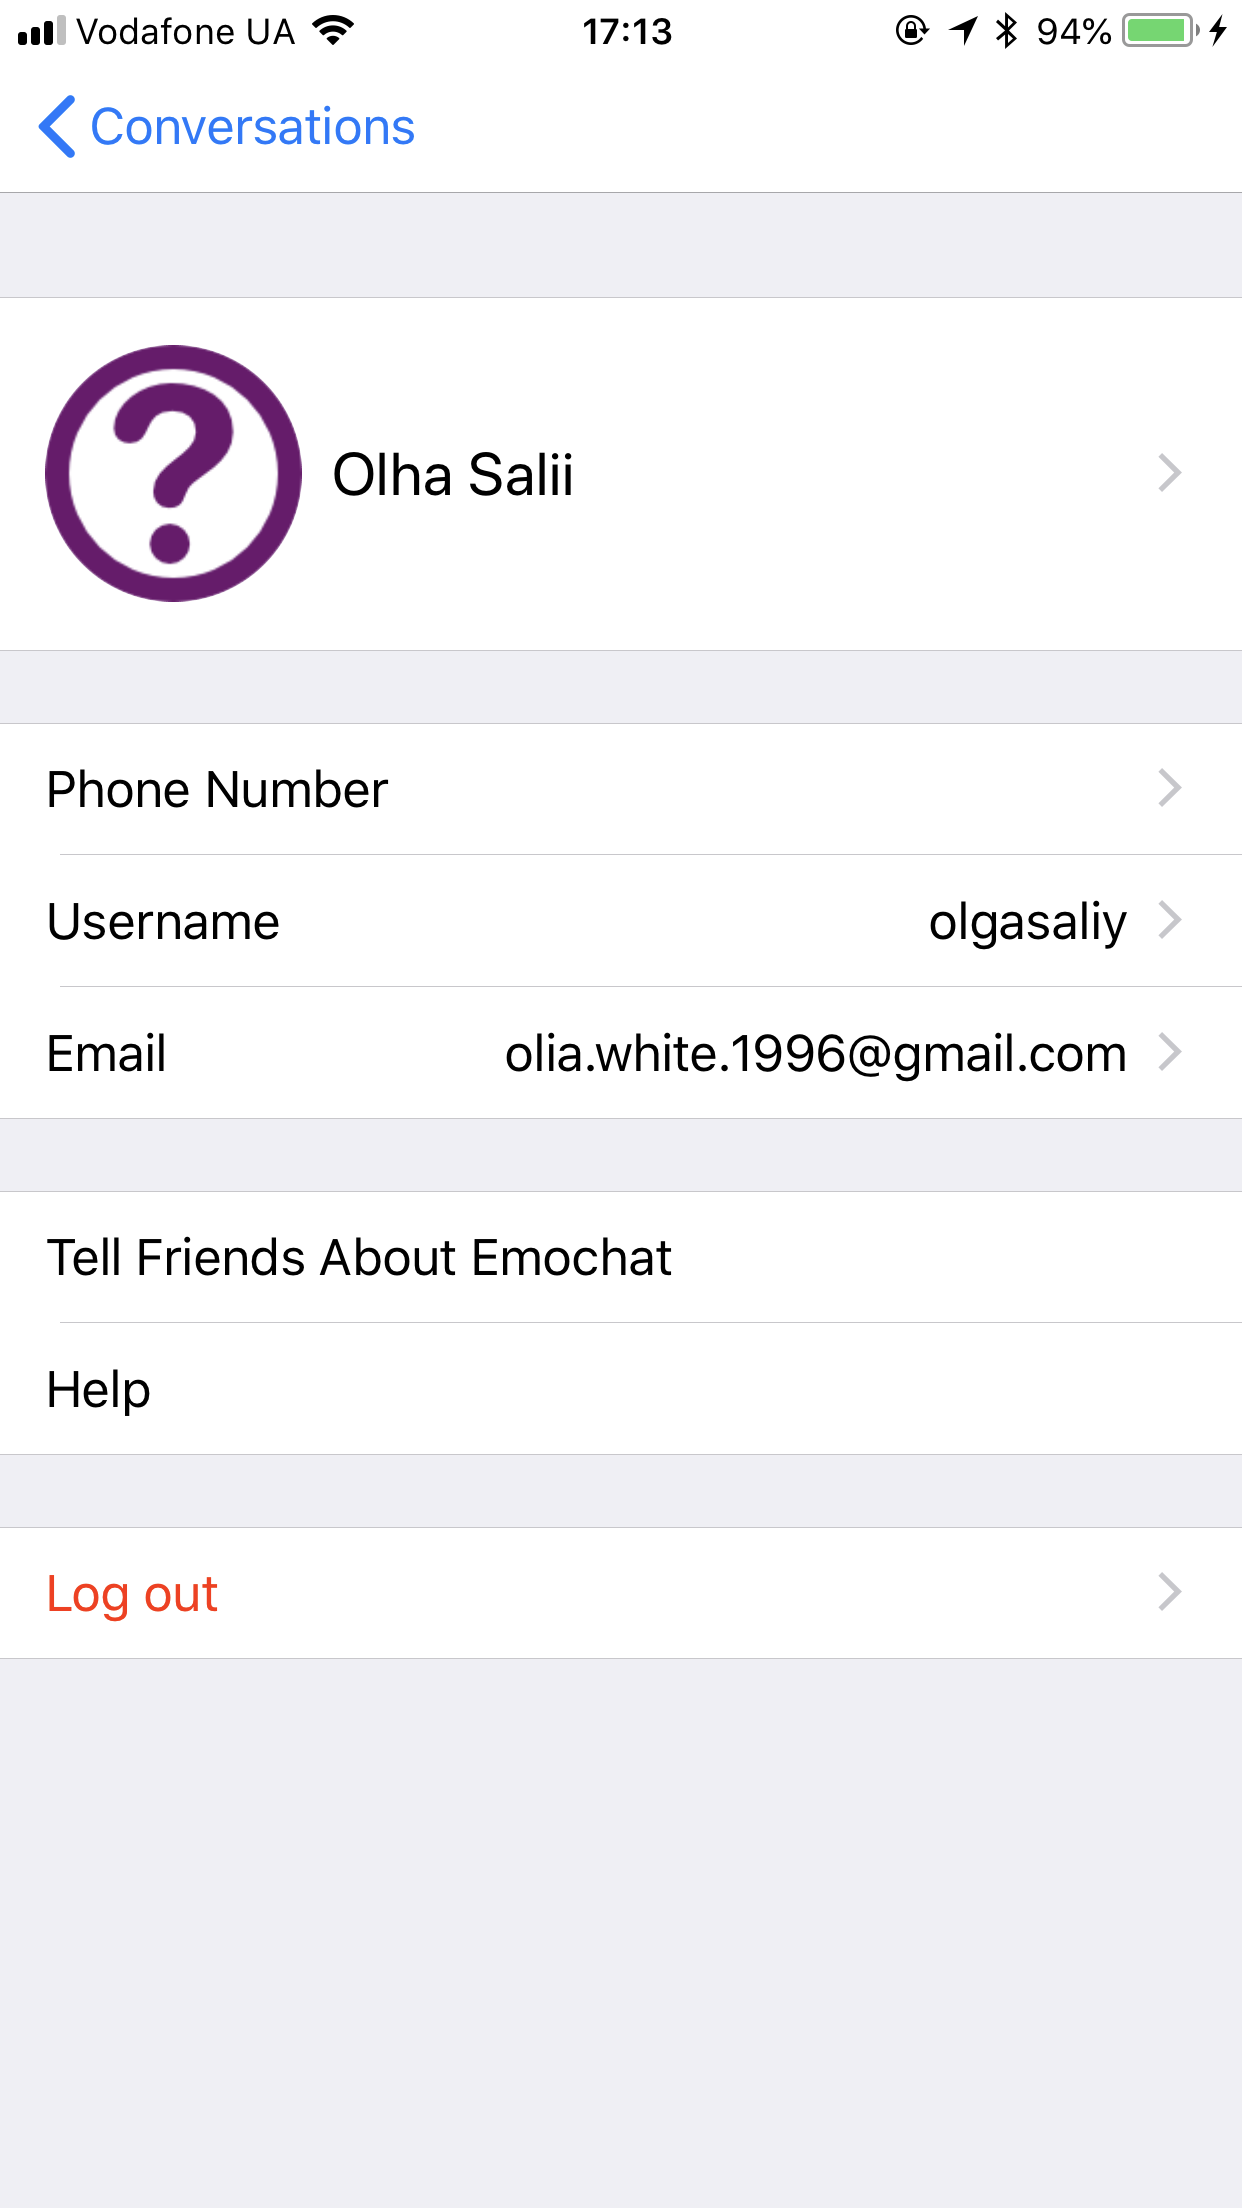 Vodafone UA 17:13 94%
Conversations
Olha Salii
Phone Number
Username olgasaliy
Email olia.white.1996@gmail.com
Tell Friends About Emochat
Help
Log out